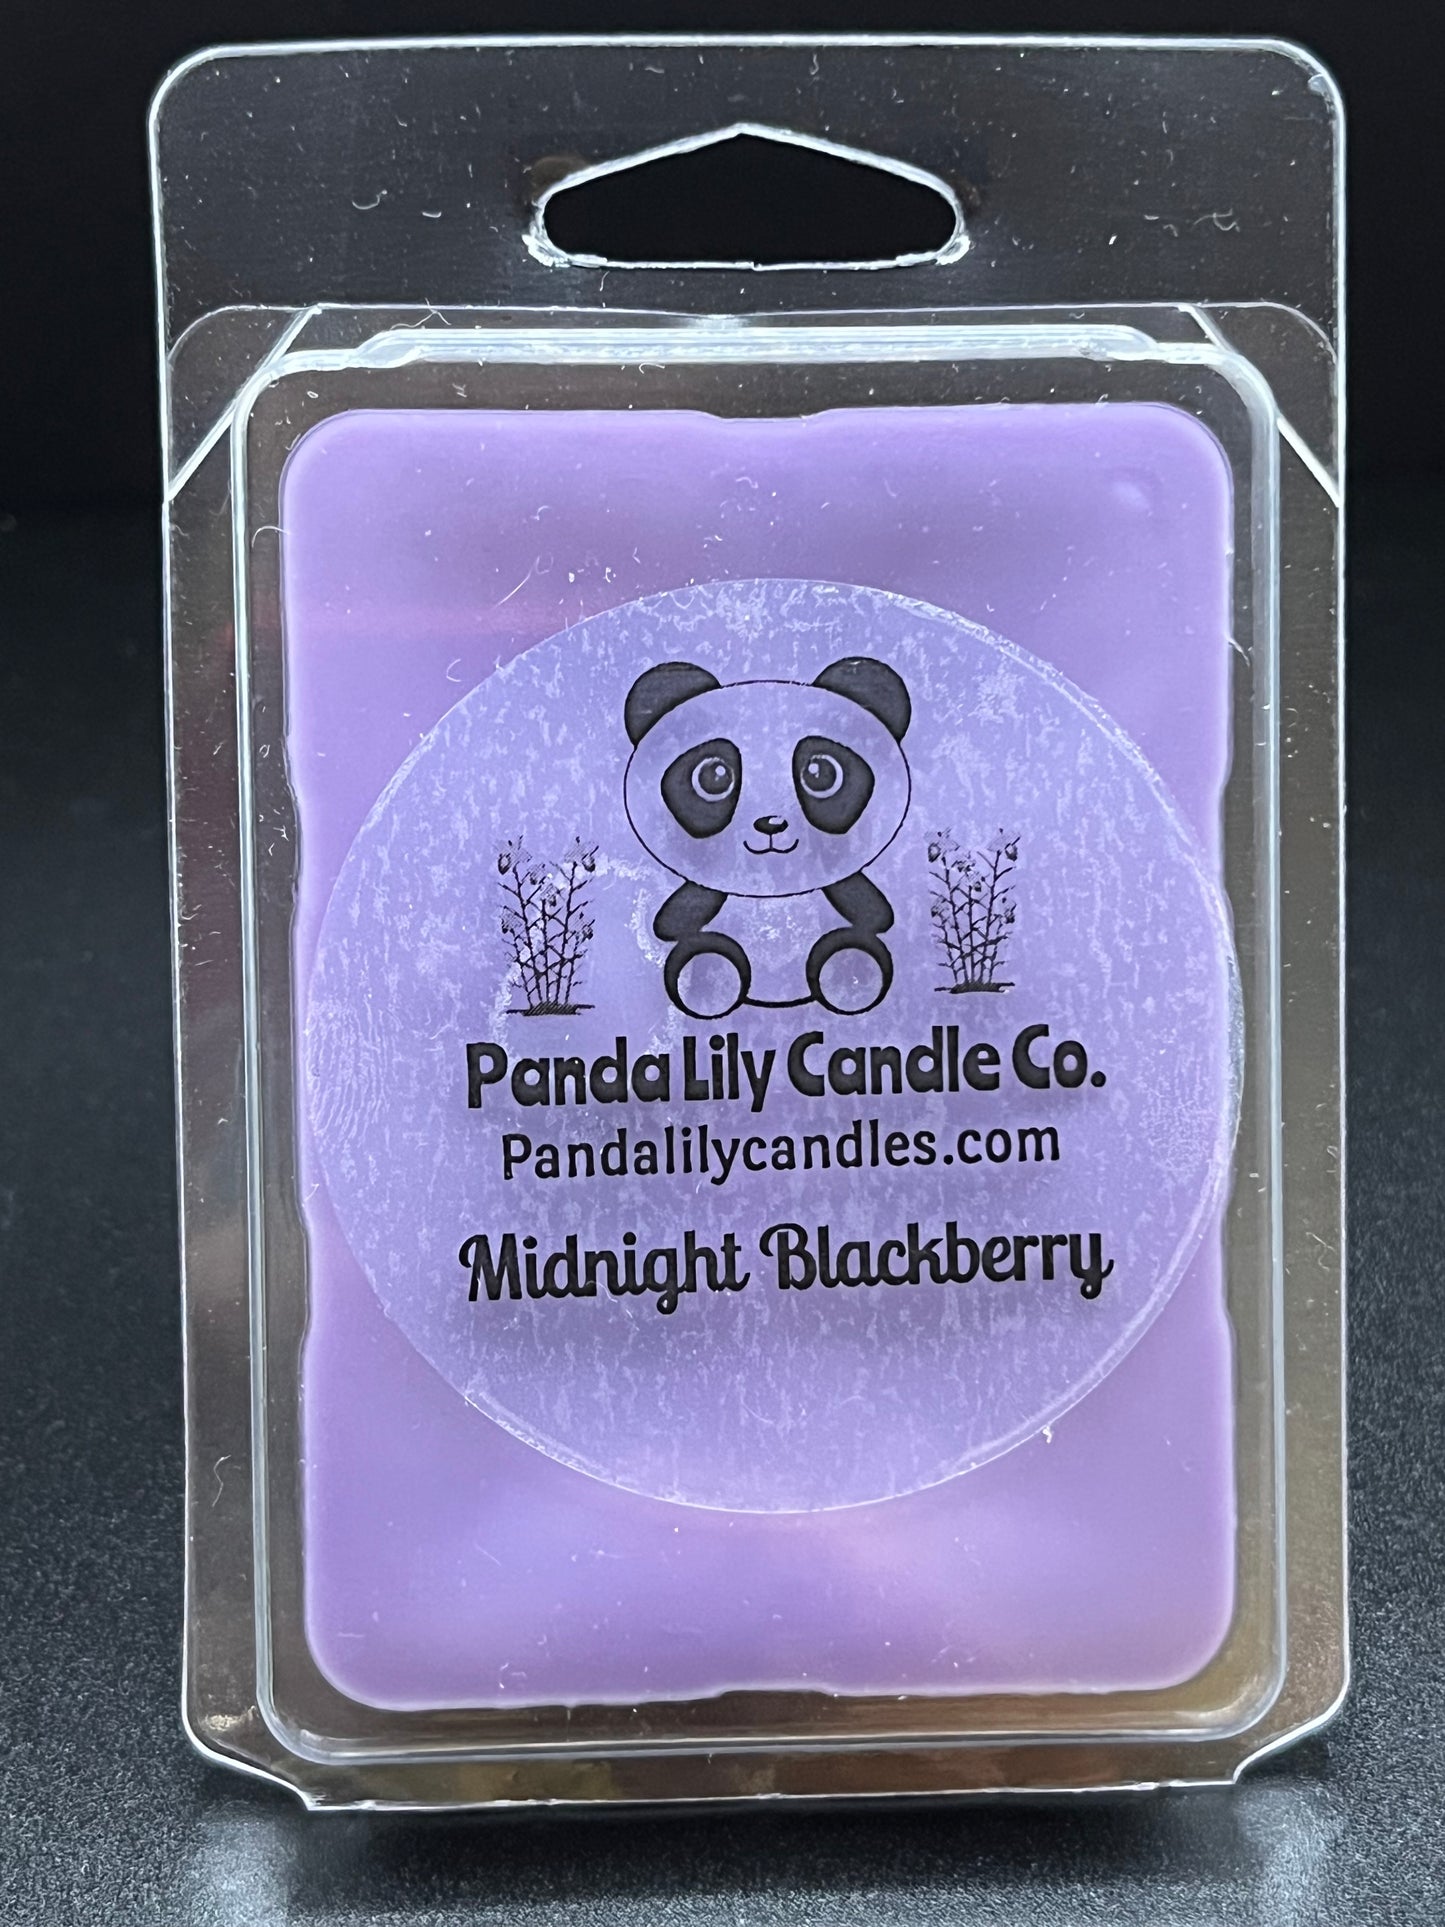 Panda Lily Candle Co.
Pandalilycandles.com
Midnight Blackberry